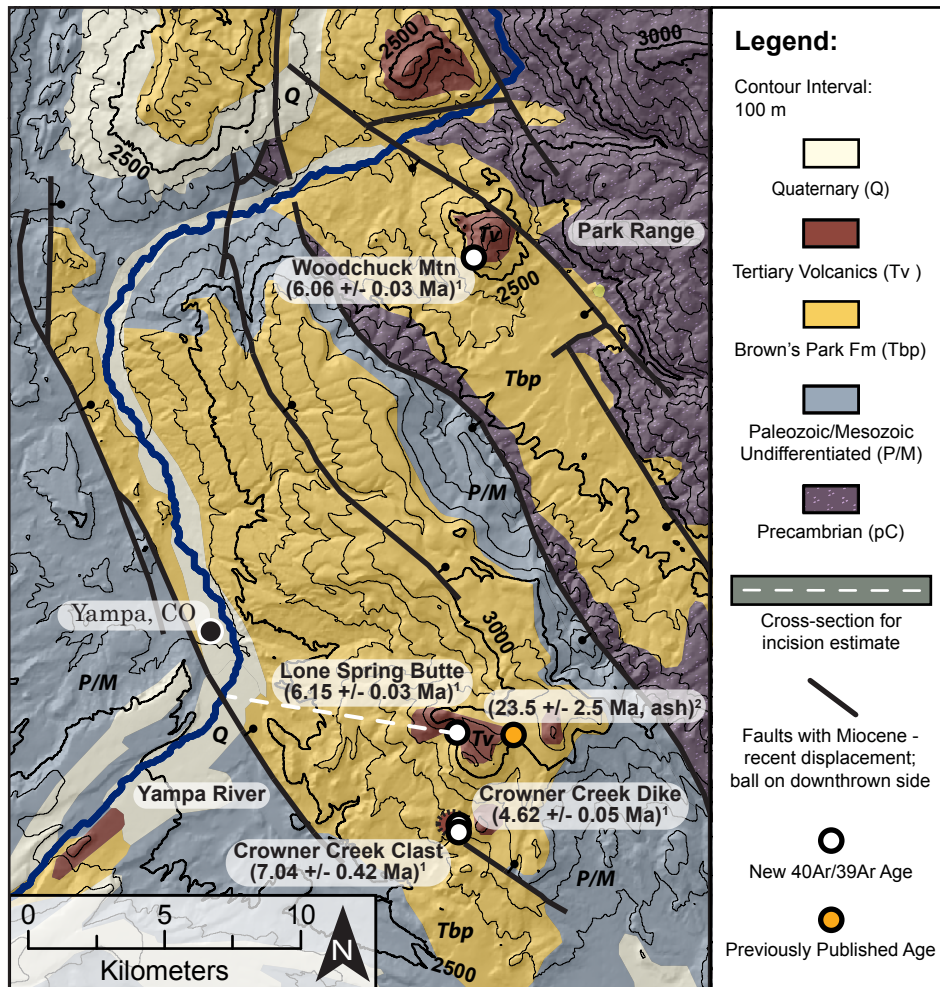 2500
3000
Q
2500
Tv
Park Range
Woodchuck Mtn
(6.06 +/- 0.03 Ma)¹
2500
Tbp
P/M
Yampa, CO
3000
P/M
Lone Spring Butte
(6.15 +/- 0.03 Ma)¹
(23.5 +/- 2.5 Ma, ash)²
Tv
Q
Yampa River
Crowner Creek Dike
(4.62 +/- 0.05 Ma)¹
Crowner Creek Clast
(7.04 +/- 0.42 Ma)¹
P/M
Tbp
2500
0 5 10
Kilometers
N
Legend:
Contour Interval:
100 m
Quaternary (Q)
Tertiary Volcanics (Tv )
Brown's Park Fm (Tbp)
Paleozoic/Mesozoic
Undifferentiated (P/M)
Precambrian (pC)
Cross-section for
incision estimate
Faults with Miocene -
recent displacement;
ball on downthrown side
New 40Ar/39Ar Age
Previously Published Age